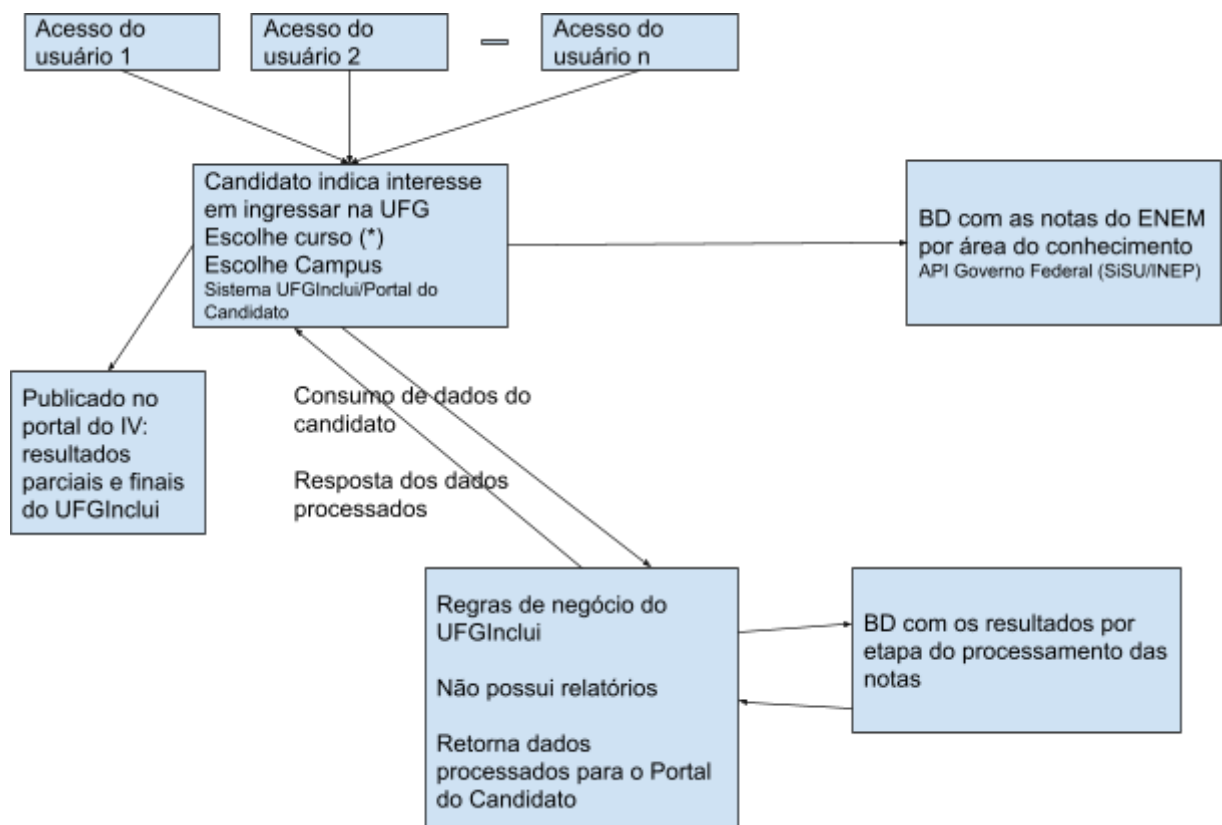 Acesso do
usuário 1
Acesso do
usuário 2
Acesso do
usuário n
Candidato indica interesse
em ingressar na UFG
Escolhe curso (*)
Escolhe Campus
Sistema UFGInclui/Portal do
Candidato
BD com as notas do ENEM
por área do conhecimento
API Governo Federal (SiSU/INEP)
Publicado no
portal do IV:
resultados
parciais e finais
do UFGInclui
Consumo de dados do
candidato
Resposta dos dados
processados
Regras de negócio do
UFGInclui
Não possui relatórios
Retorna dados
processados para o Portal
do Candidato
BD com os resultados por
etapa do processamento das
notas